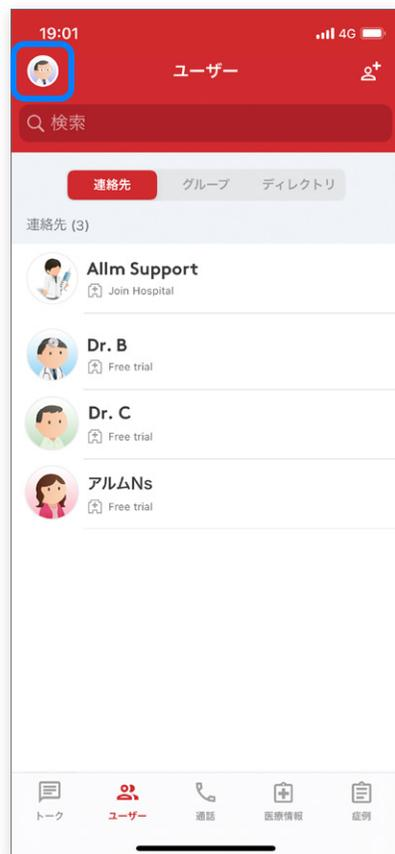 19:01
4G
ユーザー
検索
連絡先 グループ ディレクトリ
連絡先 (3)
Allm Support
Join Hospital
Dr. B
Free trial
Dr. C
Free trial
アルムNs
Free trial
トーク ユーザー 通話 医療情報 症例